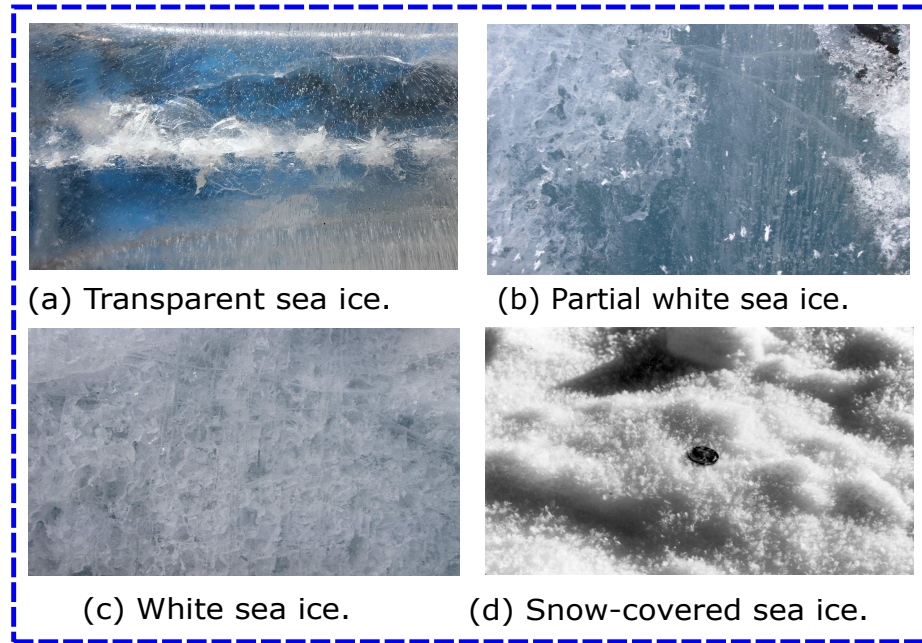 (a) Transparent sea ice.
(b) Partial white sea ice.
(c) White sea ice.
(d) Snow-covered sea ice.